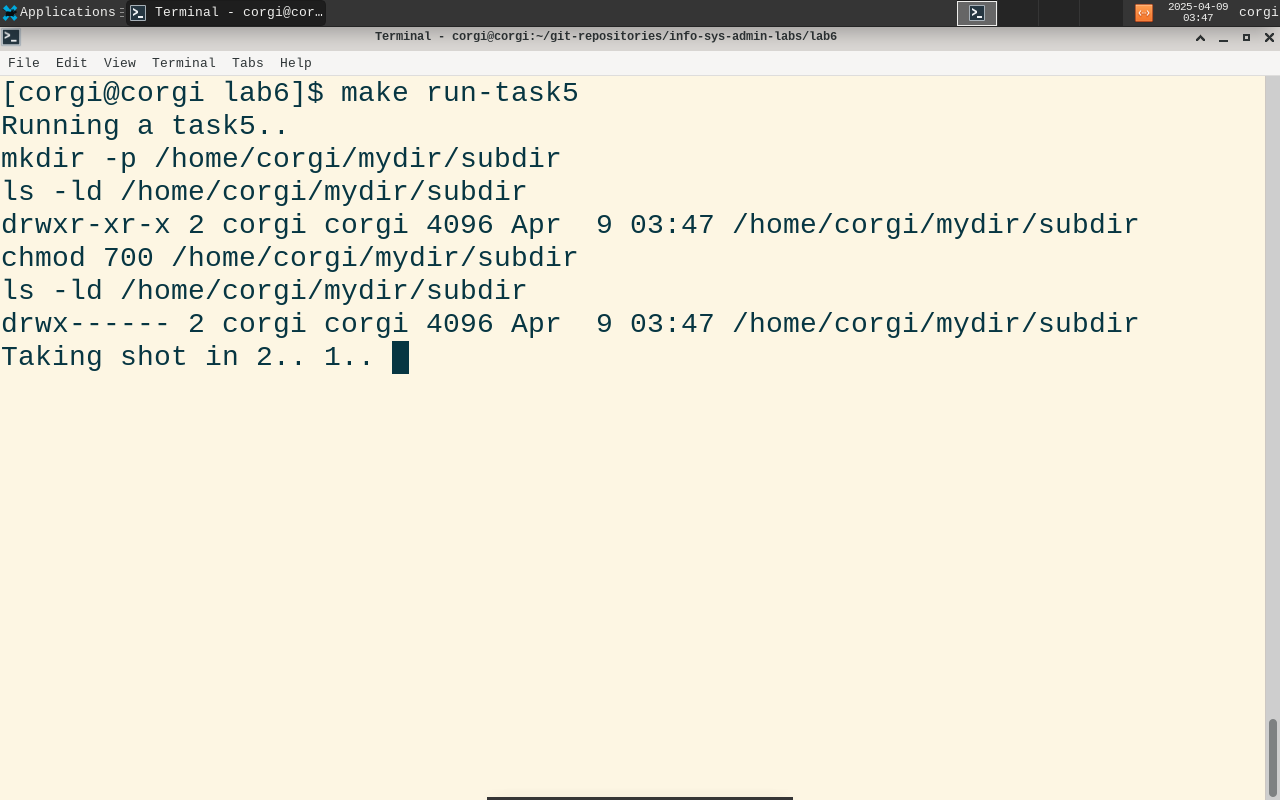 Applications
Terminal - corgi@cor...
2025-04-09
03:47
corgi
Terminal - corgi@corgi:~/git-repositories/info-sys-admin-labs/lab6
File Edit View Terminal Tabs Help
[corgi@corgi lab6]$ make run-task5
Running a task5..
mkdir -p /home/corgi/mydir/subdir
ls -ld /home/corgi/mydir/subdir
drwxr-xr-x 2 corgi corgi 4096 Apr  9 03:47 /home/corgi/mydir/subdir
chmod 700 /home/corgi/mydir/subdir
ls -ld /home/corgi/mydir/subdir
drwx------ 2 corgi corgi 4096 Apr  9 03:47 /home/corgi/mydir/subdir
Taking shot in 2.. 1..